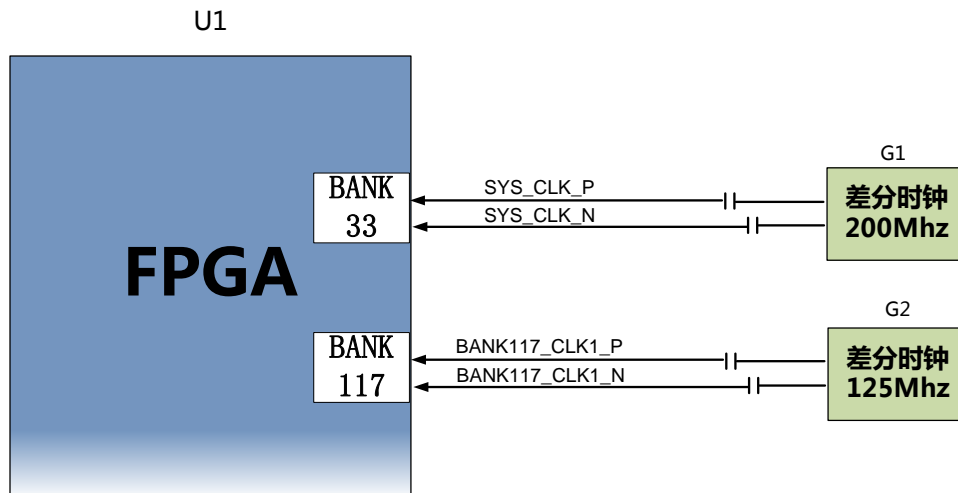 U1
G1
BANK
33
SYS_CLK_P
SYS_CLK_N
差分时钟
200Mhz
FPGA
G2
BANK
117
BANK117_CLK1_P
BANK117_CLK1_N
差分时钟
125Mhz